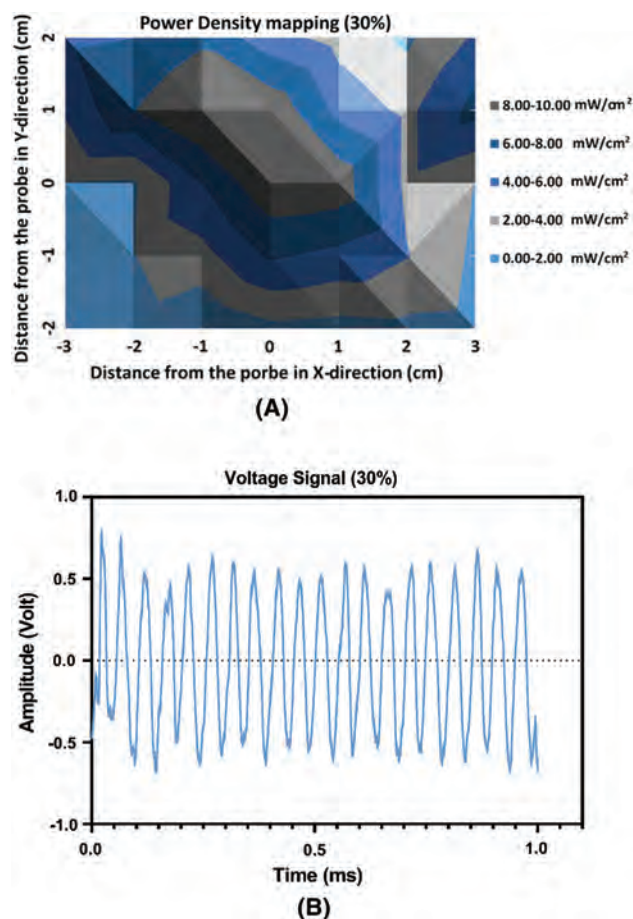 (A)
Power Density mapping (30%)
Distance from the probe in Y-direction (cm)
2
1
0
-1
-2
-3 -2 -1 0 1 2 3
Distance from the porbe in X-direction (cm)
8.00-10.00 mW/cm²
6.00-8.00 mW/cm²
4.00-6.00 mW/cm²
2.00-4.00 mW/cm²
0.00-2.00 mW/cm²
(A)
Voltage Signal (30%)
Amplitude (Volt)
1.0
0.5
0.0
-0.5
-1.0
0.0 0.5 1.0
Time (ms)
(B)